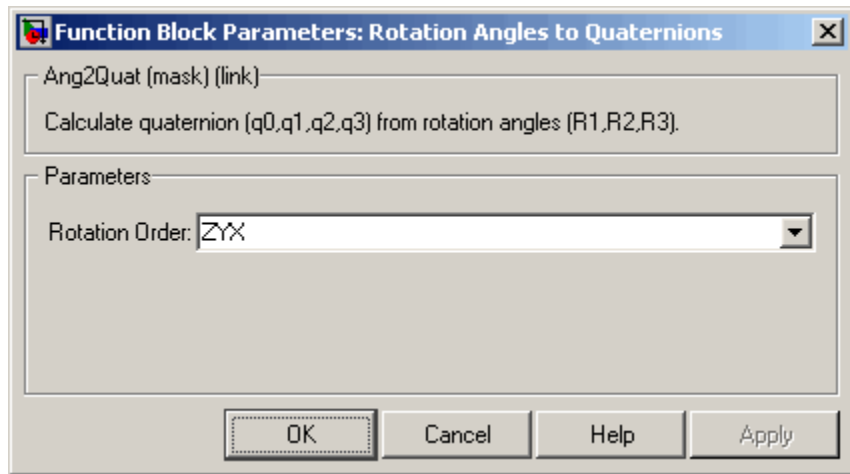 Function Block Parameters: Rotation Angles to Quaternions
Ang2Quat (mask) (link)
Calculate quaternion (q0,q1,q2,q3) from rotation angles (R1,R2,R3).
Parameters
Rotation Order: ZYX
OK Cancel Help Apply